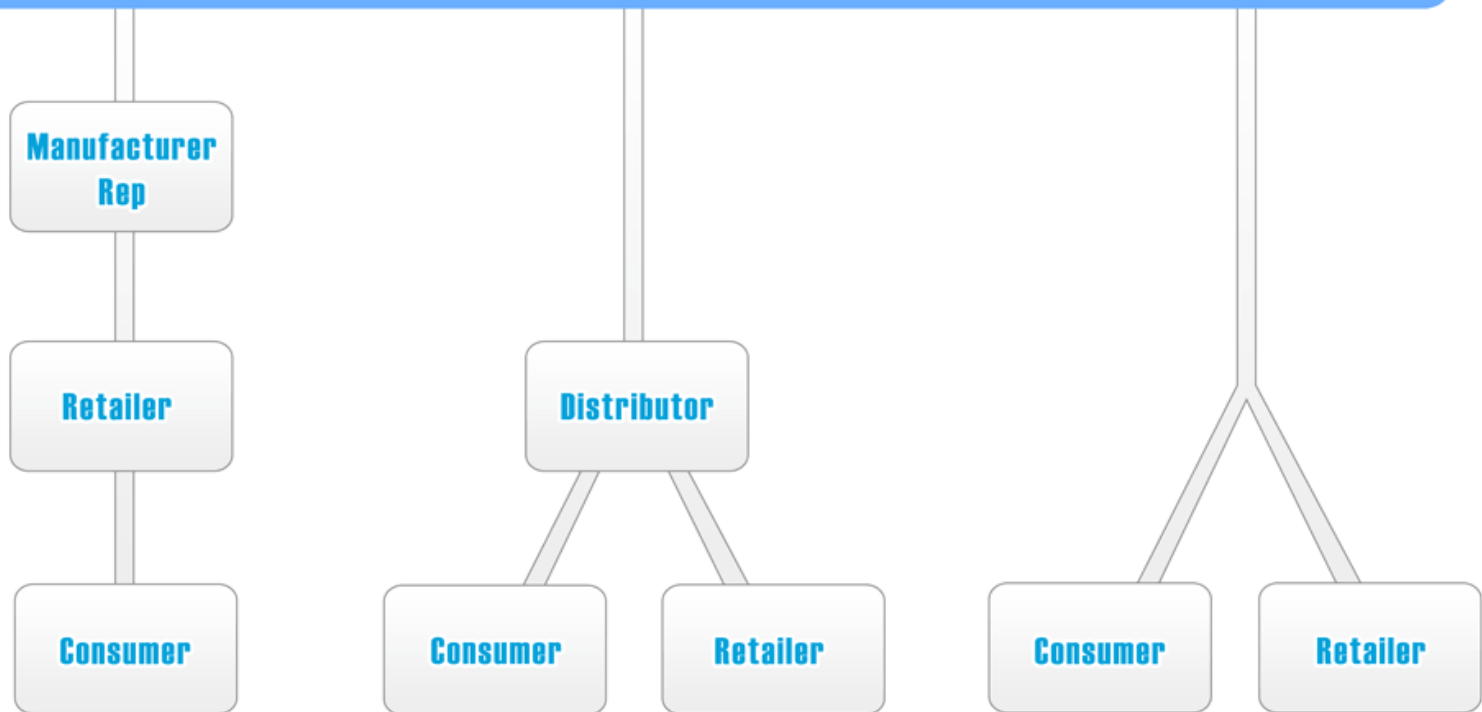 Manufacturer
Rep
Retailer
Distributor
Consumer
Consumer
Retailer
Consumer
Retailer